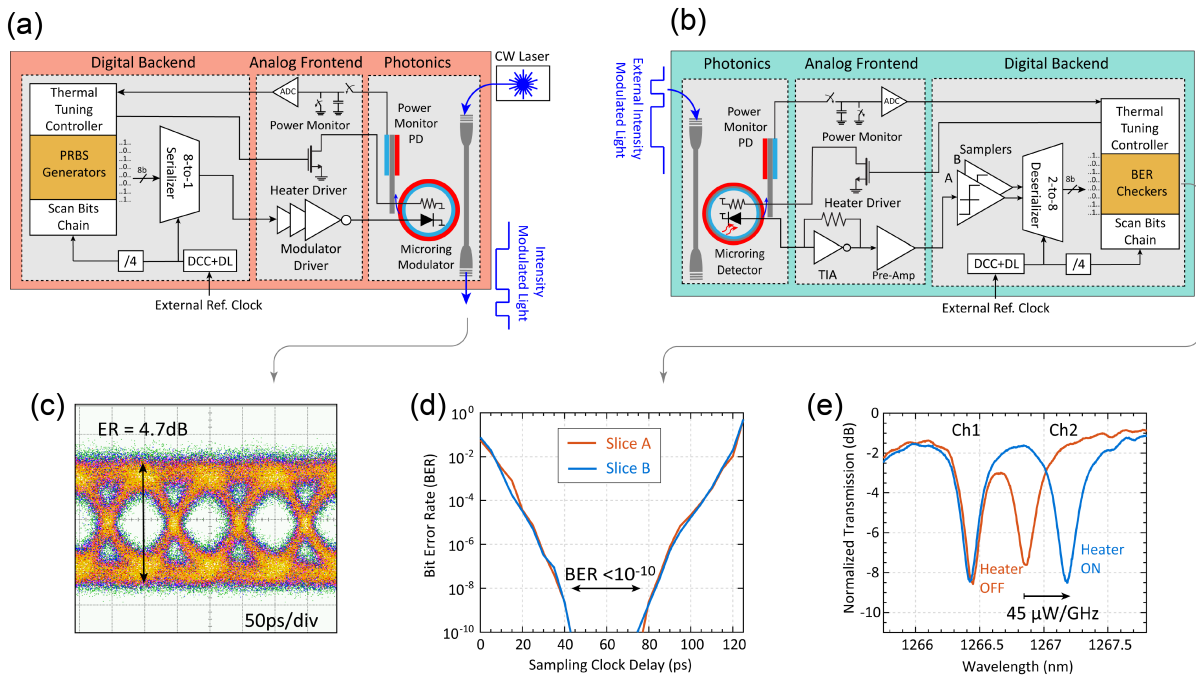 (a)
Digital Backend
Analog Frontend
Photonics
CW Laser
Thermal
Tuning
Controller
PRBS
Generators
Scan Bits
Chain
8b
8-to-1
Serializer
/4
DCC+DL
External Ref. Clock
ADC
Power Monitor
Heater Driver
Modulator
Driver
Power
Monitor
PD
Microring
Modulator
Intensity
Modulated
Light
(b)
External Intensity
Modulated Light
Photonics
Analog Frontend
Digital Backend
Power
Monitor
PD
Microring
Detector
ADC
Power Monitor
Heater Driver
TIA
Pre-Amp
Samplers
B
A
2-to-8
Deserializer
8b
Thermal
Tuning
Controller
BER
Checkers
Scan Bits
Chain
DCC+DL
/4
External Ref. Clock
(c)
ER = 4.7dB
50ps/div
(d)
Bit Error Rate (BER)
10⁰
10⁻²
10⁻⁴
10⁻⁶
10⁻⁸
10⁻¹⁰
Slice A
Slice B
BER <10⁻¹⁰
0 20 40 60 80 100 120
Sampling Clock Delay (ps)
(e)
Normalized Transmission (dB)
0
-2
-4
-6
-8
-10
Ch1
Ch2
Heater
OFF
Heater
ON
45 µW/GHz
1266 1266.5 1267 1267.5
Wavelength (nm)